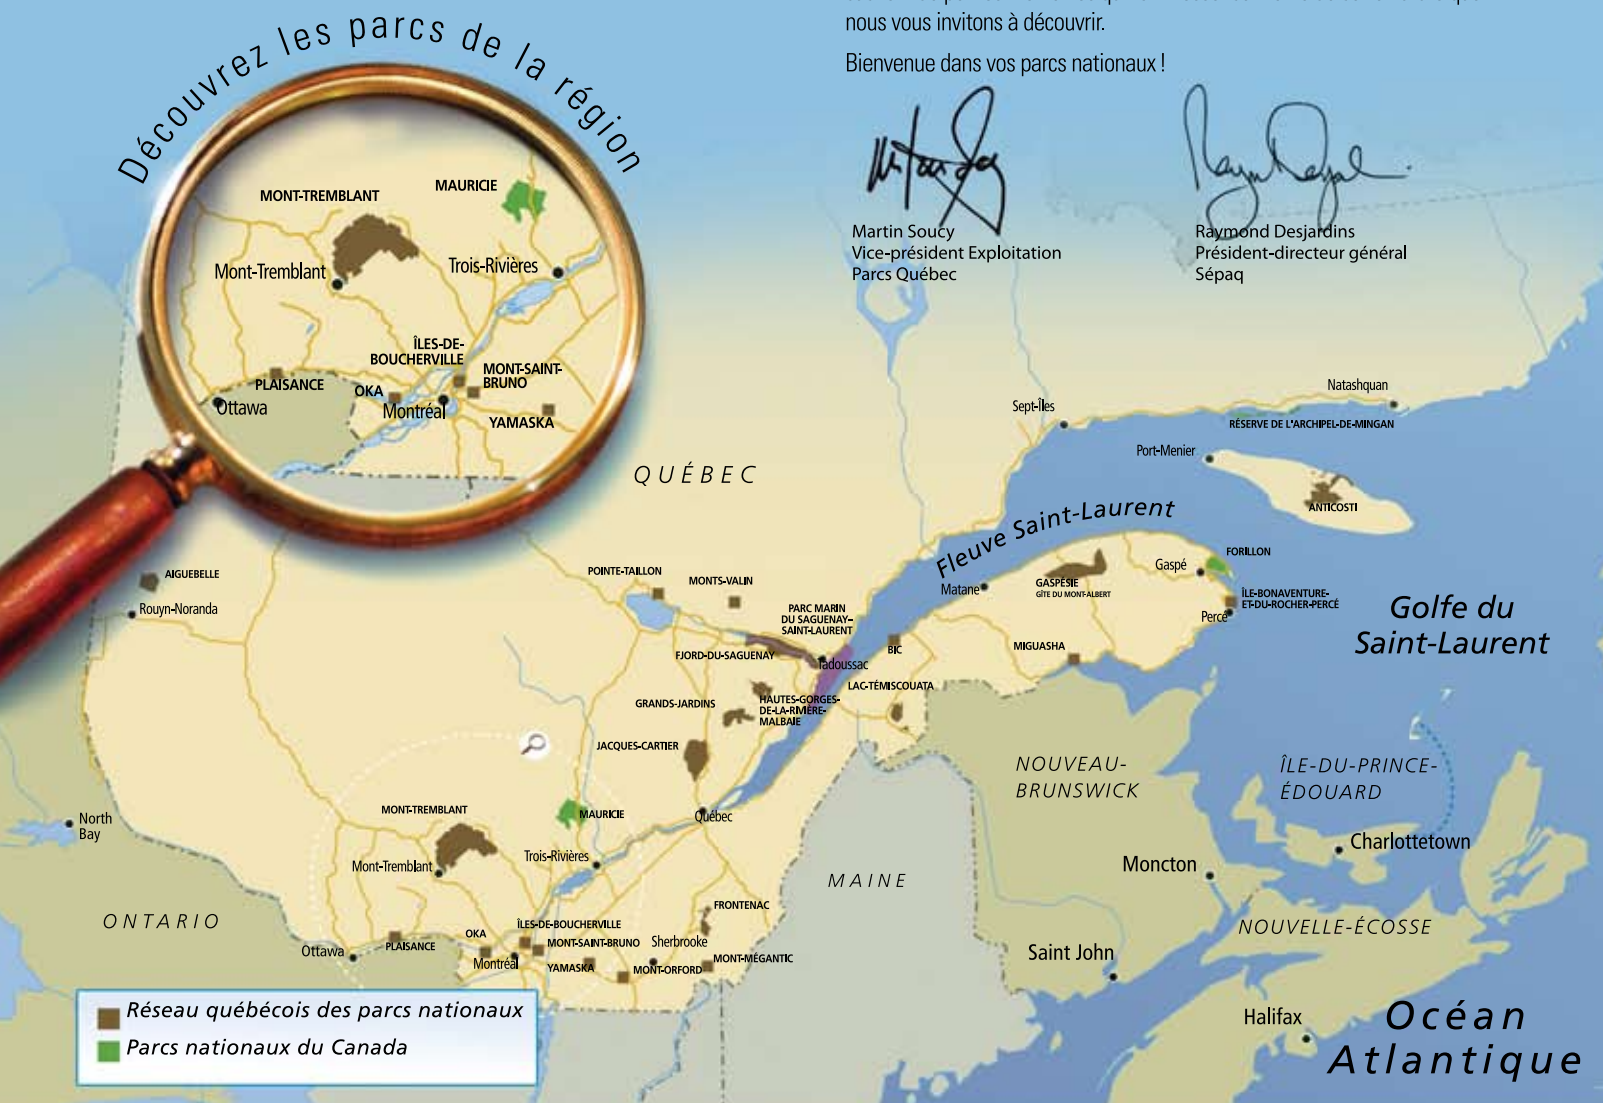 nous vous invitons à découvrir.
Bienvenue dans vos parcs nationaux !
Martin Soucy
Vice-président Exploitation
Parcs Québec
Raymond Desjardins
Président-directeur général
Sépaq
Découvrez les parcs de la région
MONT-TREMBLANT
MAURICIE
Mont-Tremblant
Trois-Rivières
ÎLES-DE-
BOUCHERVILLE
MONT-SAINT-
BRUNO
PLAISANCE
OKA
Ottawa
Montréal
YAMASKA
QUÉBEC
Sept-Îles
Natashquan
RÉSERVE DE L'ARCHIPEL-DE-MINGAN
Port-Menier
ANTICOSTI
Fleuve Saint-Laurent
AIGUEBELLE
Rouyn-Noranda
POINTE-TAILLON
MONTS-VALIN
PARC MARIN
DU SAGUENAY–
SAINT-LAURENT
FJORD-DU-SAGUENAY
Tadoussac
Matane
GASPÉSIE
GÎTE DU MONT-ALBERT
Gaspé
FORILLON
ÎLE-BONAVENTURE-
ET-DU-ROCHER-PERCÉ
Percé
BIC
MIGUASHA
Golfe du
Saint-Laurent
LAC-TÉMISCOUATA
GRANDS-JARDINS
HAUTES-GORGES-
DE-LA-RIVIÈRE-
MALBAIE
JACQUES-CARTIER
NOUVEAU-
BRUNSWICK
ÎLE-DU-PRINCE-
ÉDOUARD
North
Bay
MONT-TREMBLANT
MAURICIE
Québec
Mont-Tremblant
Trois-Rivières
Charlottetown
Moncton
MAINE
ONTARIO
FRONTENAC
NOUVELLE-ÉCOSSE
Ottawa
PLAISANCE
OKA
ÎLES-DE-BOUCHERVILLE
MONT-SAINT-BRUNO
Sherbrooke
Montréal
YAMASKA
MONT-ORFORD
MONT-MÉGANTIC
Saint John
Halifax
Océan
Atlantique
Réseau québécois des parcs nationaux
Parcs nationaux du Canada